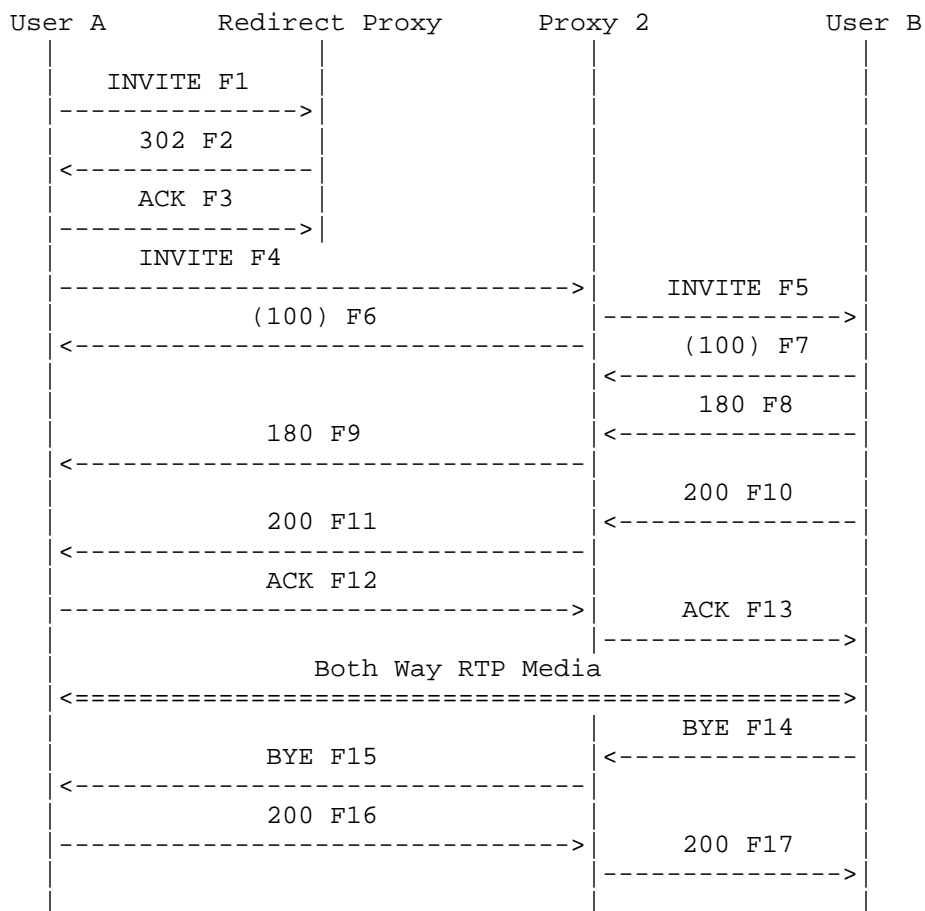 User A Redirect Proxy Proxy 2 User B
INVITE F1
302 F2
ACK F3
INVITE F4
INVITE F5
(100) F6
(100) F7
180 F8
180 F9
200 F10
200 F11
ACK F12
ACK F13
Both Way RTP Media
BYE F14
BYE F15
200 F16
200 F17